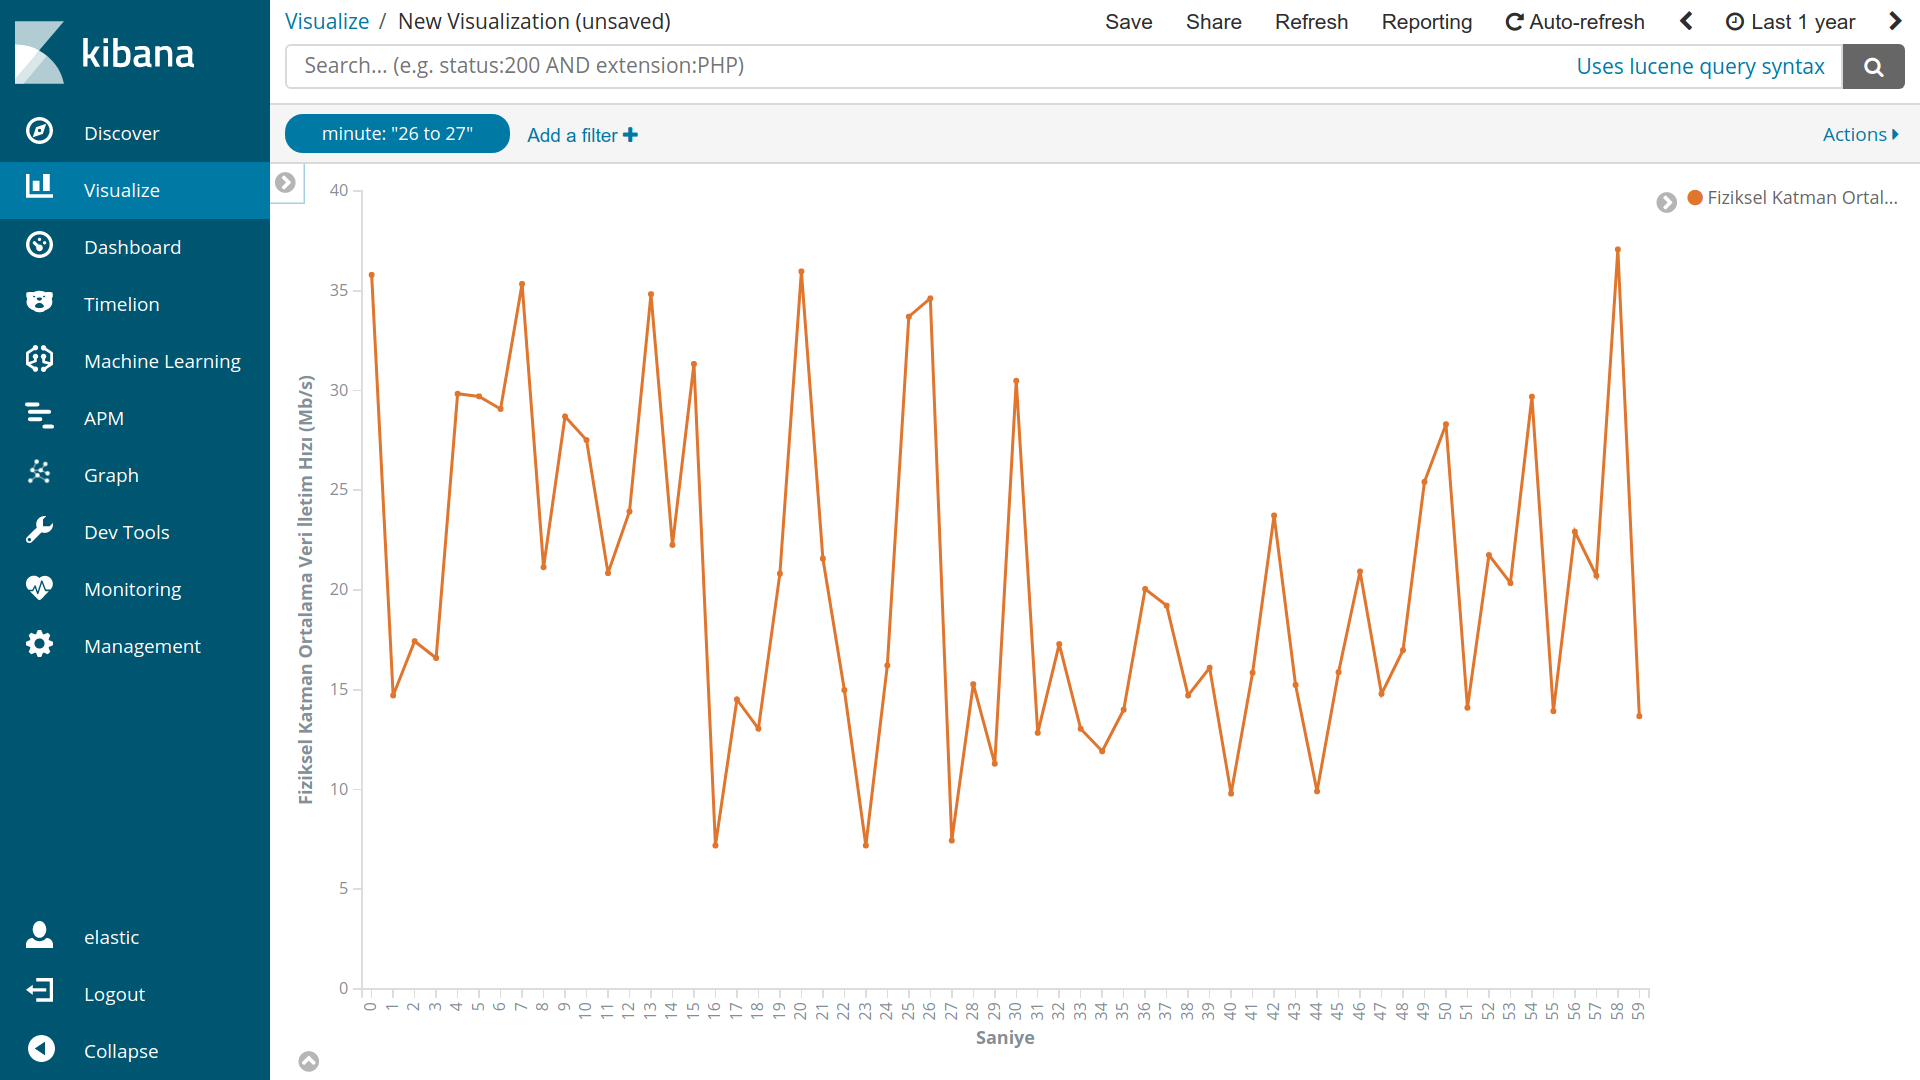 kibana
Discover
Visualize
Dashboard
Timelion
Machine Learning
APM
Graph
Dev Tools
Monitoring
Management
elastic
Logout
Collapse
Visualize / New Visualization (unsaved)
Save Share Refresh Reporting Auto-refresh Last 1 year
Search... (e.g. status:200 AND extension:PHP) Uses lucene query syntax
minute: "26 to 27" Add a filter Actions
Fiziksel Katman Ortal...
Fiziksel Katman Ortalama Veri İletim Hızı (Mb/s)
40
35
30
25
20
15
10
5
0
0 1 2 3 4 5 6 7 8 9 10 11 12 13 14 15 16 17 18 19 20 21 22 23 24 25 26 27 28 29 30 31 32 33 34 35 36 37 38 39 40 41 42 43 44 45 46 47 48 49 50 51 52 53 54 55 56 57 58 59
Saniye